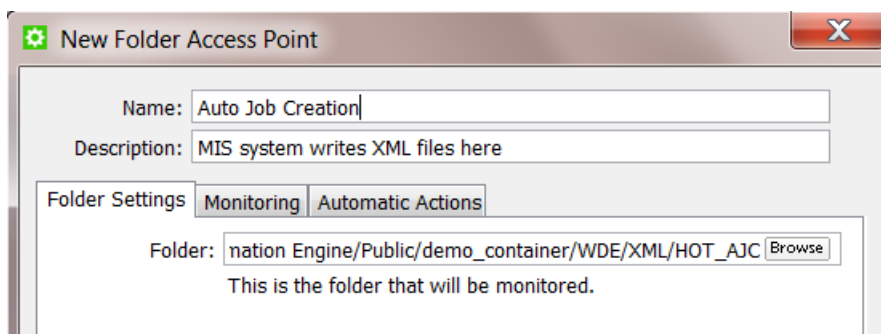 New Folder Access Point
Name: Auto Job Creation
Description: MIS system writes XML files here
Folder Settings Monitoring Automatic Actions
Folder: mation Engine/Public/demo_container/WDE/XML/HOT_AJC Browse
This is the folder that will be monitored.